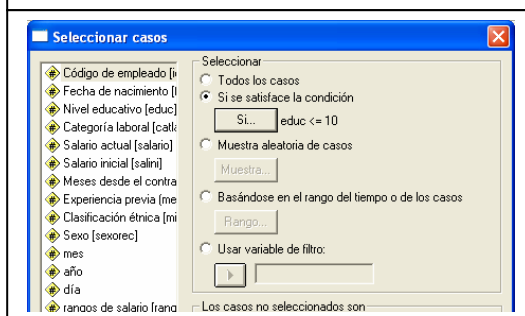 Seleccionar casos
Código de empleado [i
Fecha de nacimiento [
Nivel educativo [educ]
Categoría laboral [catla
Salario actual [salario]
Salario inicial [salini]
Meses desde el contra
Experiencia previa [me
Clasificación étnica [mi
Sexo [sexorec]
mes
año
día
rangos de salario [rang
Seleccionar
Todos los casos
Si se satisface la condición
Si... educ <= 10
Muestra aleatoria de casos
Muestra...
Basándose en el rango del tiempo o de los casos
Rango...
Usar variable de filtro:
Los casos no seleccionados son